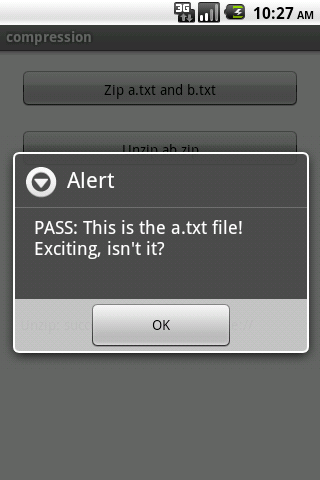 3G
10:27 AM
compression
Zip a.txt and b.txt
Unzip ab.zip
Alert
PASS: This is the a.txt file!
Exciting, isn't it?
OK